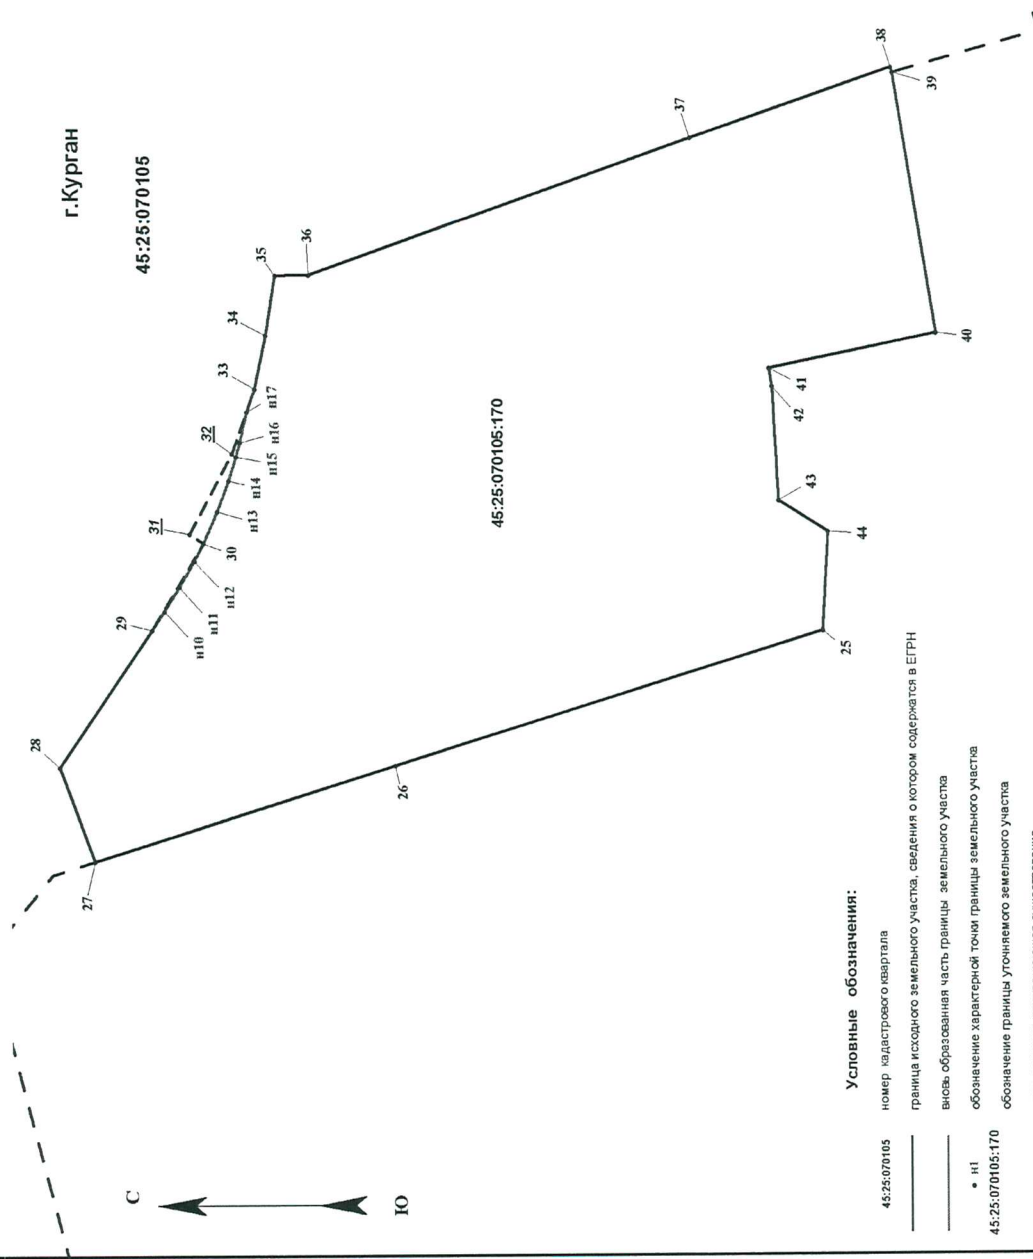 г.Курган
45:25:070105
45:25:070105:170
27
28
29
н10
н11
н12
30
31
н13
н14
н15
32
н16
н17
33
34
35
36
37
38
39
40
41
42
43
44
25
26
С
Ю
Условные обозначения:
45:25:070105 номер кадастрового квартала
граница исходного земельного участка, сведения о котором содержатся в ЕГРН
вновь образованная часть границы земельного участка
• н1 обозначение характерной точки границы земельного участка
45:25:070105:170 обозначение границы уточняемого земельного участка